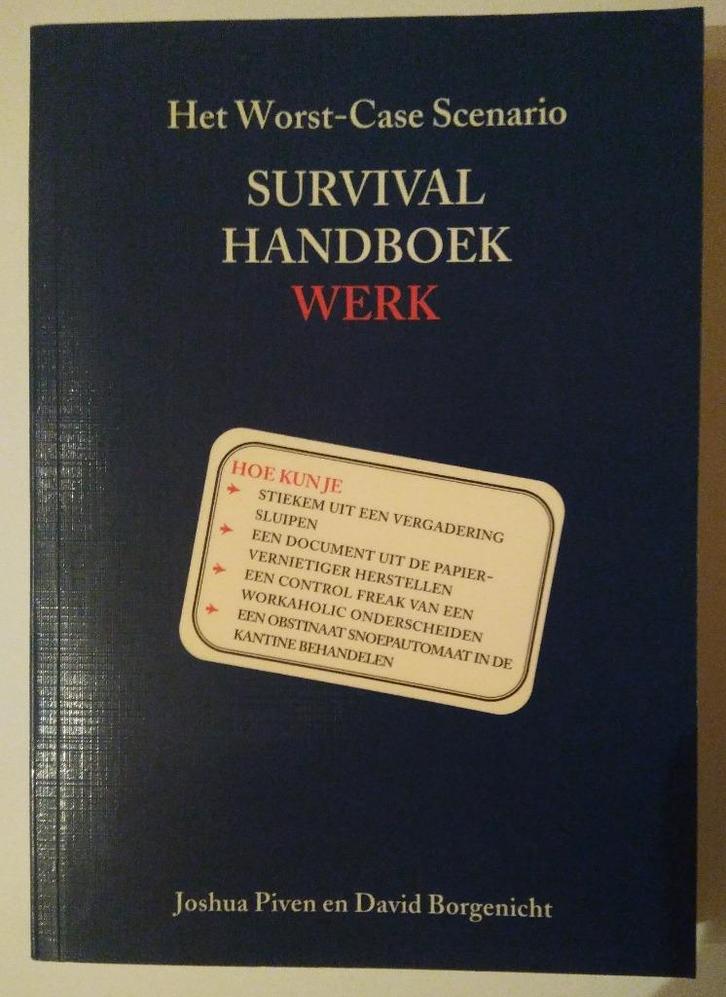 Het Worst-Case Scenario
SURVIVAL
HANDBOEK
WERK
HOE KUN JE
STIEKEM UIT EEN VERGADERING
SLUIPEN
EEN DOCUMENT UIT DE PAPIER-
VERNIETIGER HERSTELLEN
EEN CONTROL FREAK VAN EEN
WORKAHOLIC ONDERSCHEIDEN
EEN OBSTINAAT SNOEPAUTOMAAT IN DE
KANTINE BEHANDELEN
Joshua Piven en David Borgenicht